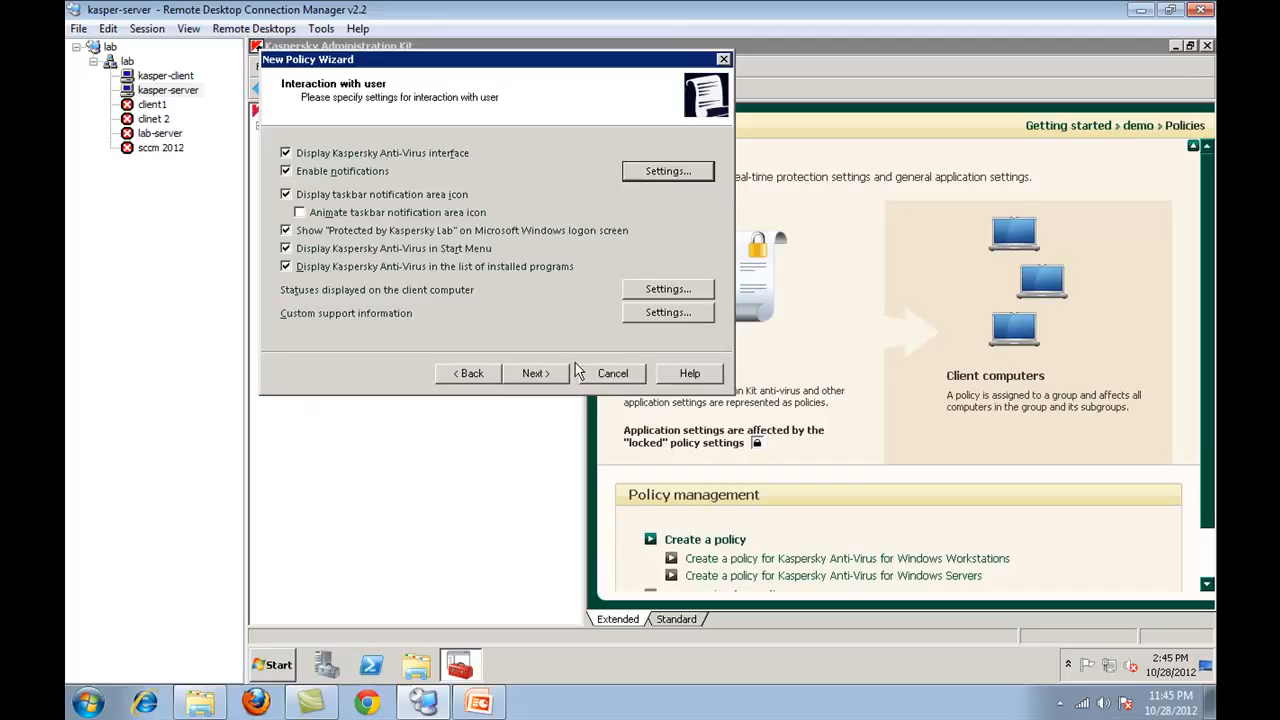 kasper-server - Remote Desktop Connection Manager v2.2
File Edit Session View Remote Desktops Tools Help
lab
lab
kasper-client
kasper-server
client1
clinet 2
lab-server
sccm 2012
Kaspersky Administration Kit
New Policy Wizard
Interaction with user
Please specify settings for interaction with user
Display Kaspersky Anti-Virus interface
Enable notifications
Settings...
Display taskbar notification area icon
Animate taskbar notification area icon
Show "Protected by Kaspersky Lab" on Microsoft Windows logon screen
Display Kaspersky Anti-Virus in Start Menu
Display Kaspersky Anti-Virus in the list of installed programs
Statuses displayed on the client computer
Settings...
Custom support information
Settings...
< Back
Next >
Cancel
Help
Getting started > demo > Policies
real-time protection settings and general application settings.
Client computers
A policy is assigned to a group and affects all
computers in the group and its subgroups.
Kit anti-virus and other
application settings are represented as policies.
Application settings are affected by the
"locked" policy settings
Policy management
Create a policy
Create a policy for Kaspersky Anti-Virus for Windows Workstations
Create a policy for Kaspersky Anti-Virus for Windows Servers
Extended
Standard
Start
2:45 PM
10/28/2012
11:45 PM
10/28/2012